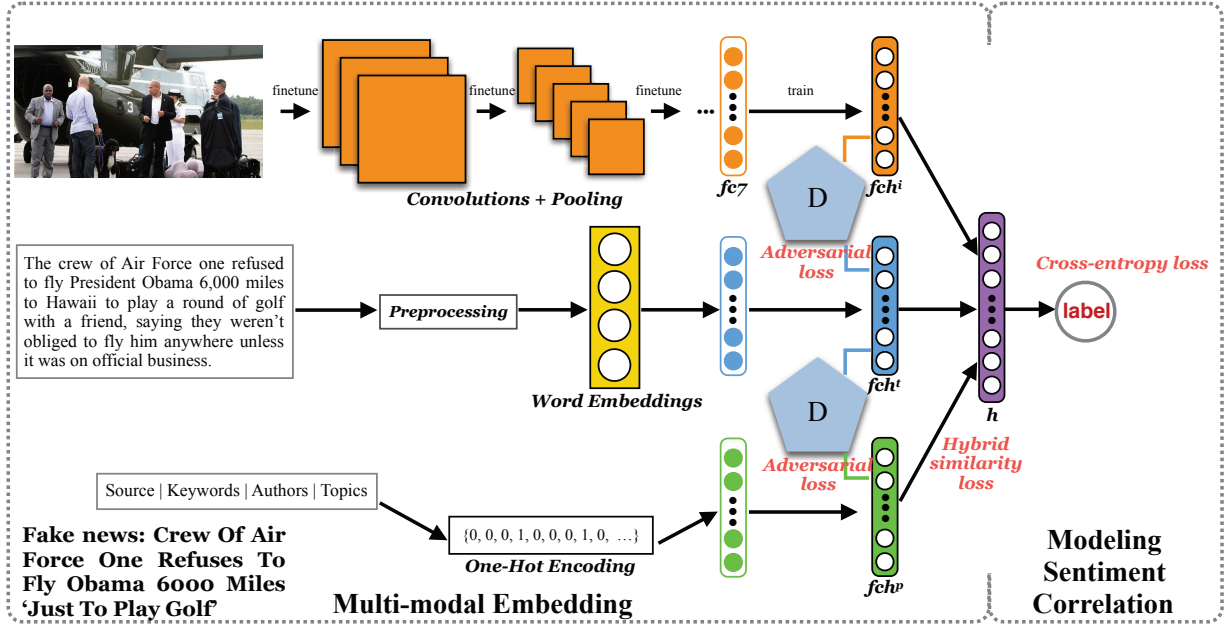 finetune
finetune
finetune
...
train
3
Convolutions + Pooling
fc7
D
fchⁱ
Adversarial
loss
The crew of Air Force one refused
to fly President Obama 6,000 miles
to Hawaii to play a round of golf
with a friend, saying they weren't
obliged to fly him anywhere unless
it was on official business.
Preprocessing
Word Embeddings
D
fchᵗ
Adversarial
loss
h
Cross-entropy loss
label
Hybrid
similarity
loss
Source | Keywords | Authors | Topics
{0, 0, 0, 1, 0, 0, 0, 1, 0, …}
One-Hot Encoding
fchᵖ
Fake news: Crew Of Air
Force One Refuses To
Fly Obama 6000 Miles
'Just To Play Golf'
Multi-modal Embedding
Modeling
Sentiment
Correlation